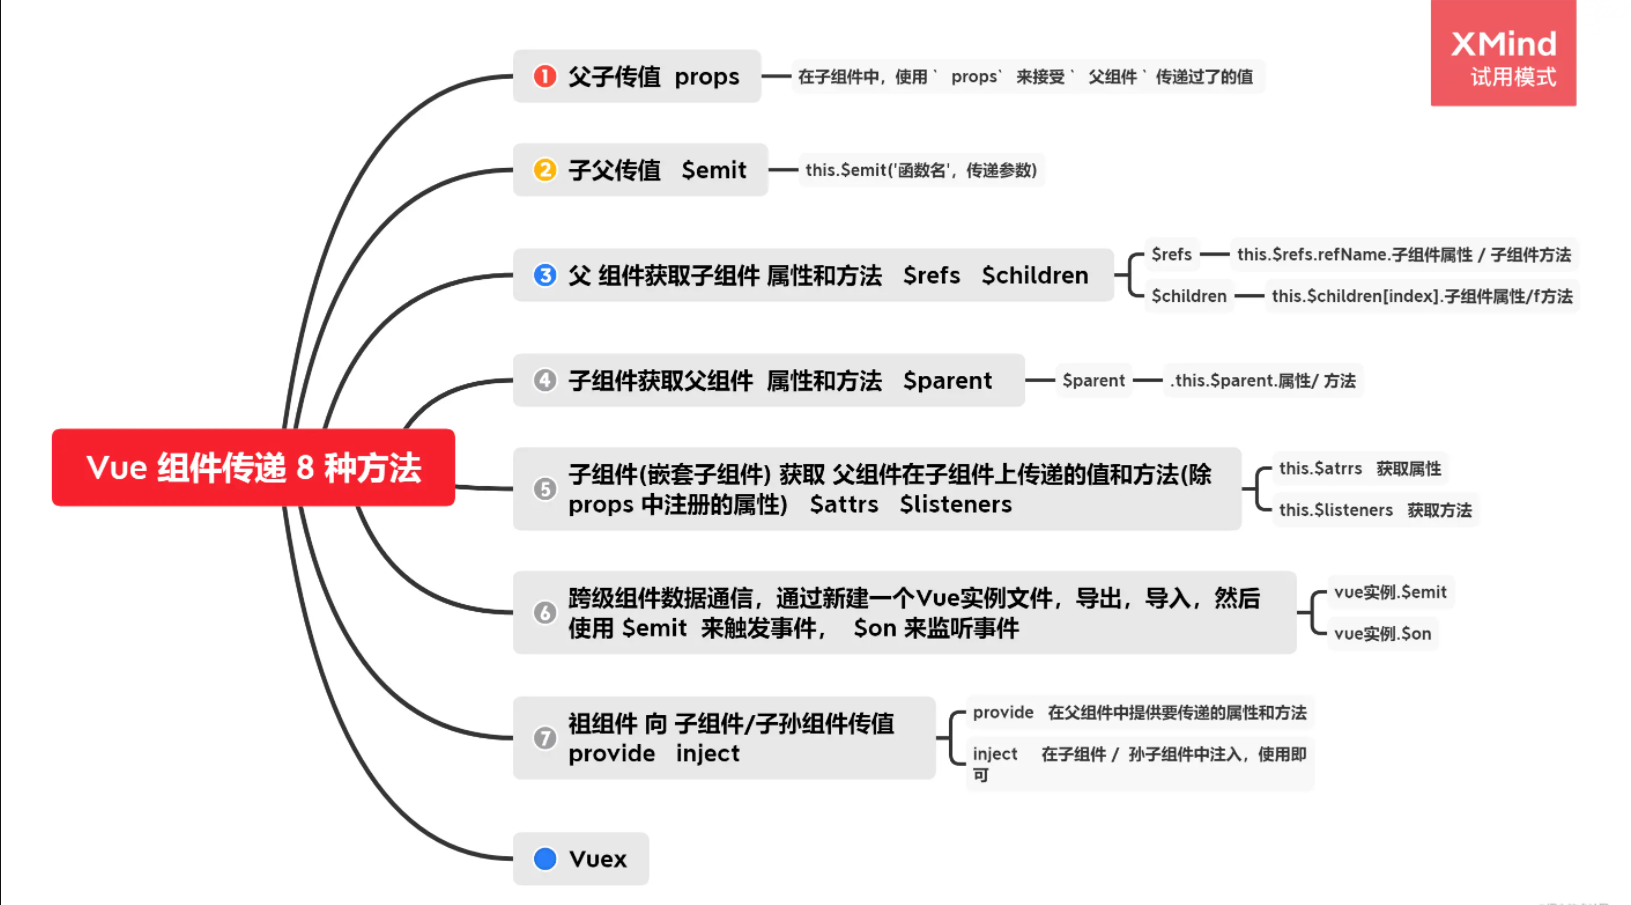 XMind
试用模式
Vue 组件传递 8 种方法
1 父子传值 props
在子组件中，使用 ` props` 来接受 ` 父组件 ` 传递过了的值
2 子父传值 $emit
this.$emit('函数名'，传递参数)
3 父 组件获取子组件 属性和方法 $refs $children
$refs
this.$refs.refName.子组件属性 / 子组件方法
$children
this.$children[index].子组件属性/f方法
4 子组件获取父组件 属性和方法 $parent
$parent
.this.$parent.属性/ 方法
5 子组件(嵌套子组件) 获取 父组件在子组件上传递的值和方法(除
props 中注册的属性) $attrs $listeners
this.$atrrs 获取属性
this.$listeners 获取方法
6 跨级组件数据通信，通过新建一个Vue实例文件，导出，导入，然后
使用 $emit 来触发事件， $on 来监听事件
vue实例.$emit
vue实例.$on
7 祖组件 向 子组件/子孙组件传值
provide inject
provide 在父组件中提供要传递的属性和方法
inject 在子组件 / 孙子组件中注入，使用即
可
Vuex